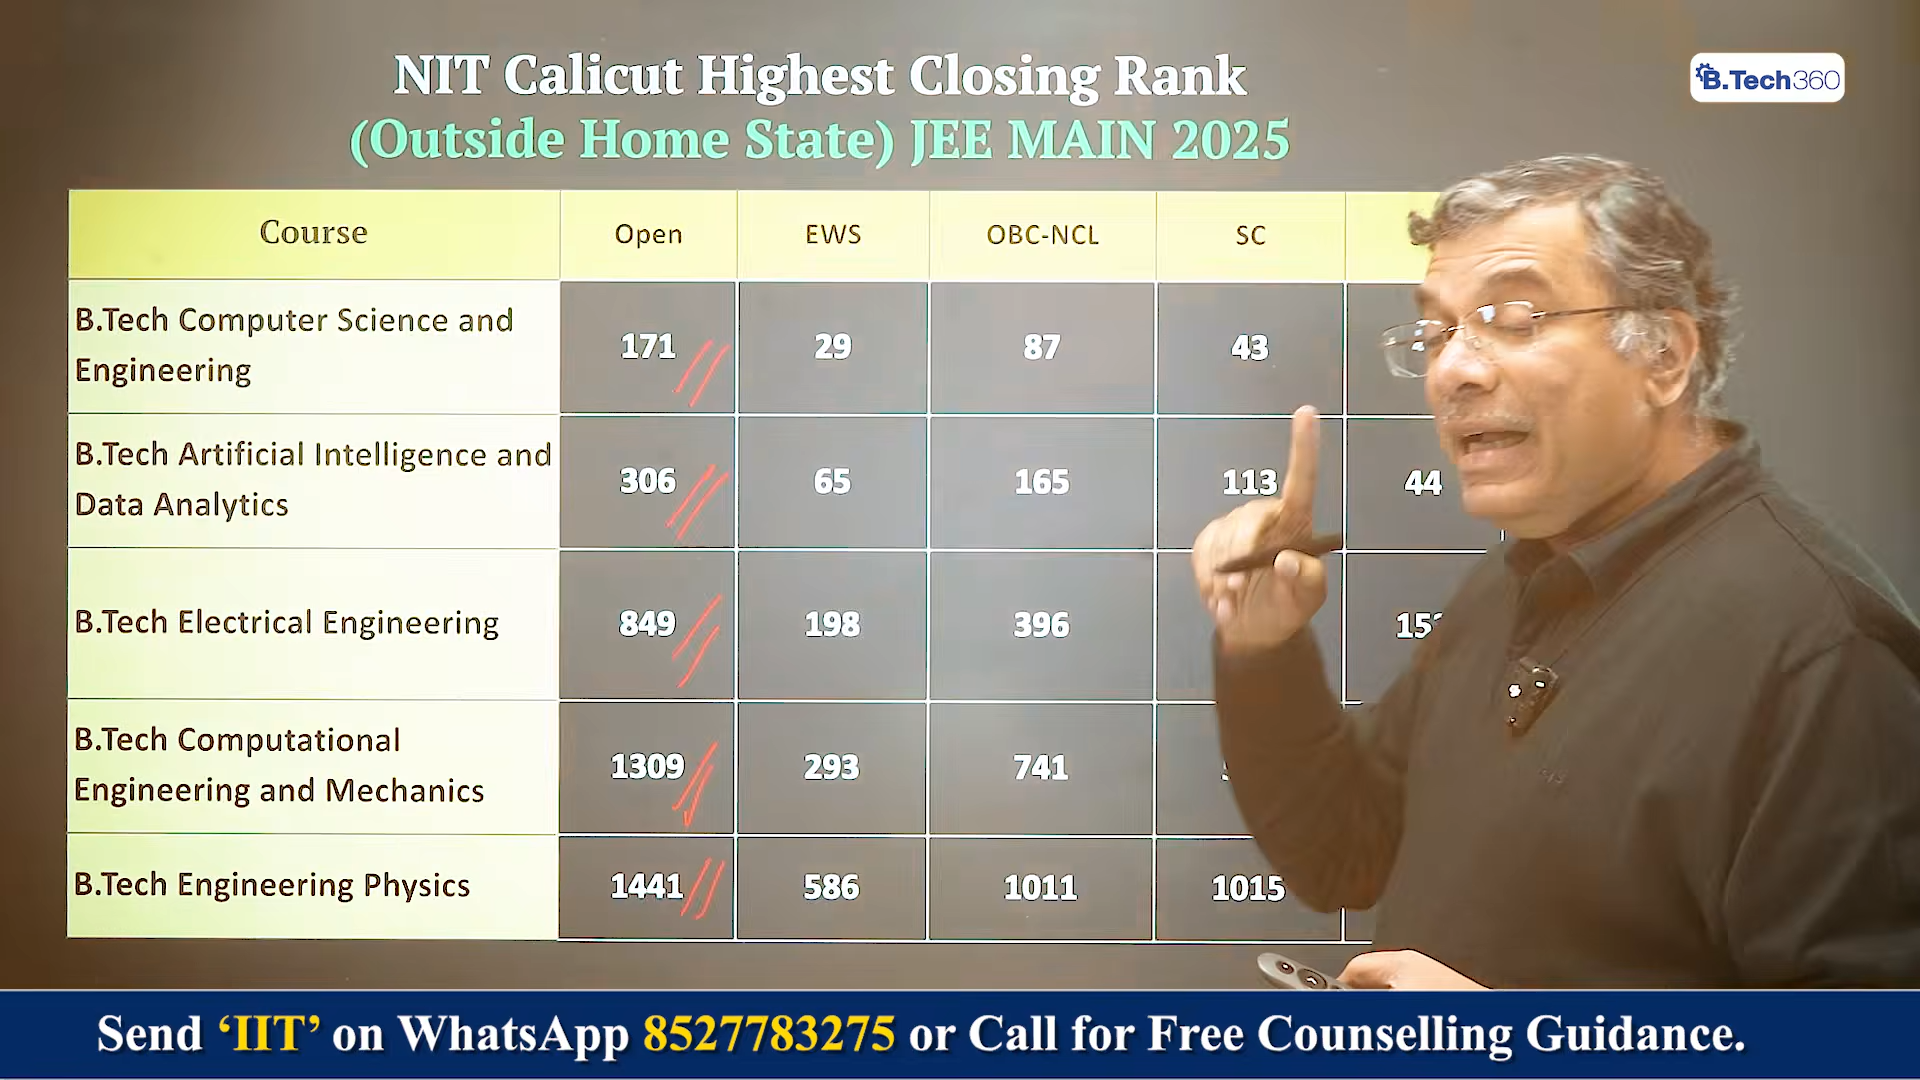 NIT Calicut Highest Closing Rank
(Outside Home State) JEE MAIN 2025
B.Tech360
Course Open EWS OBC-NCL SC
B.Tech Computer Science and
Engineering
171 29 87 43
B.Tech Artificial Intelligence and
Data Analytics
306 65 165 113 44
B.Tech Electrical Engineering 849 198 396
B.Tech Computational
Engineering and Mechanics
1309 293 741
B.Tech Engineering Physics 1441 586 1011 1015
Send ‘IIT’ on WhatsApp 8527783275 or Call for Free Counselling Guidance.